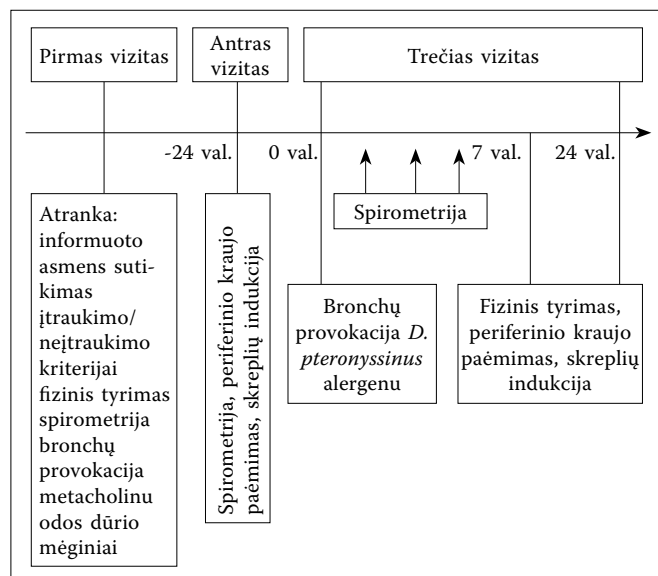 Pirmas vizitas
Antras
vizitas
Trečias vizitas
-24 val.
0 val.
7 val.
24 val.
Spirometrija
Atranka:
informuoto
asmens suti-
kimas
įtraukimo/
neįtraukimo
kriterijai
fizinis tyrimas
spirometrija
bronchų
provokacija
metacholinu
odos dūrio
mėginiai
Spirometrija, periferinio kraujo
paėmimas, skreplių indukcija
Bronchų
provokacija D.
pteronyssinus
alergenu
Fizinis tyrimas,
periferinio kraujo
paėmimas, skreplių
indukcija